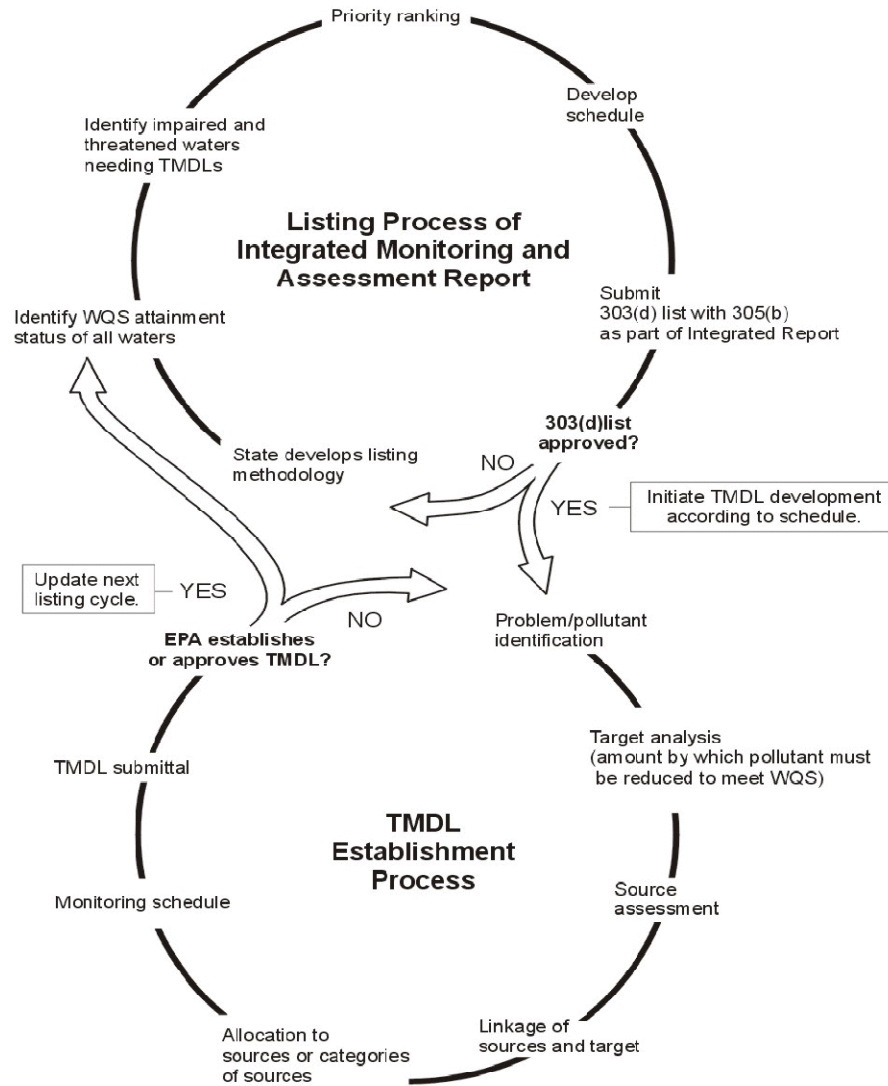 Priority ranking
Develop
schedule
Identify impaired and
threatened waters
needing TMDLs
Listing Process of
Integrated Monitoring and
Assessment Report
Submit
303(d) list with 305(b)
as part of Integrated Report
Identify WQS attainment
status of all waters
303(d)list
approved?
State develops listing
methodology
NO
YES
Initiate TMDL development
according to schedule.
Update next
listing cycle.
YES
NO
EPA establishes
or approves TMDL?
Problem/pollutant
identification
Target analysis
(amount by which pollutant must
be reduced to meet WQS)
TMDL submittal
TMDL
Establishment
Process
Source
assessment
Monitoring schedule
Linkage of
sources and target
Allocation to
sources or categories
of sources